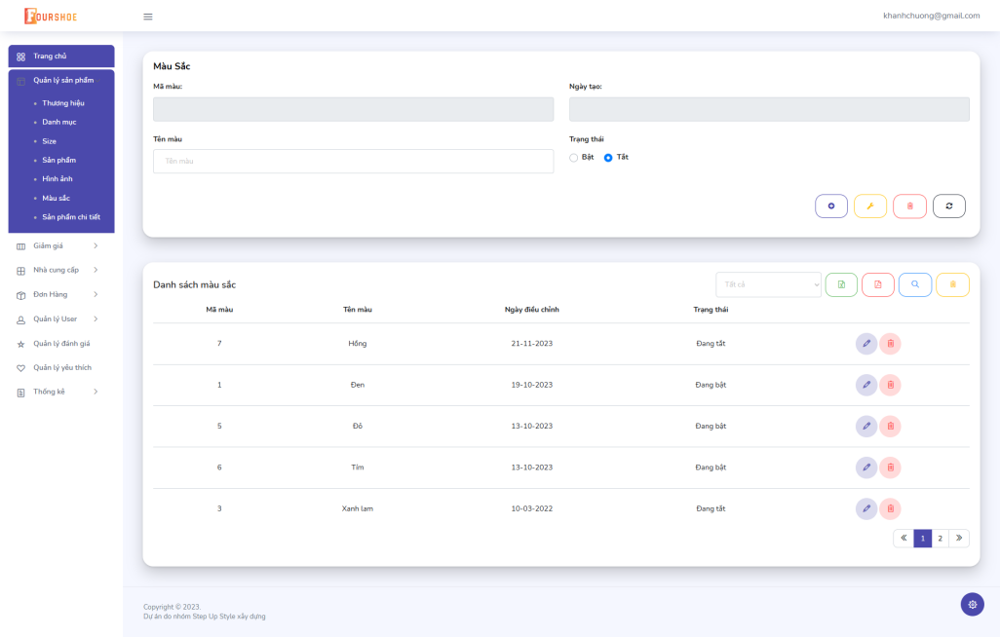 FOURSHOE
khanhchuong@gmail.com
Trang chủ
Quản lý sản phẩm
Thương hiệu
Danh mục
Size
Sản phẩm
Hình ảnh
Màu sắc
Sản phẩm chi tiết
Giảm giá
Nhà cung cấp
Đơn Hàng
Quản lý User
Quản lý đánh giá
Quản lý yêu thích
Thống kê
Màu Sắc
Mã màu:
Ngày tạo:
Tên màu
Trạng thái
Tên màu
Bật Tắt
Danh sách màu sắc
Tất cả
Mã màu Tên màu Ngày điều chỉnh Trạng thái
7 Hồng 21-11-2023 Đang tắt
1 Đen 19-10-2023 Đang bật
5 Đỏ 13-10-2023 Đang bật
6 Tím 13-10-2023 Đang bật
3 Xanh lam 10-03-2022 Đang tắt
« 1 2 »
Copyright © 2023.
Dự án do nhóm Step Up Style xây dựng